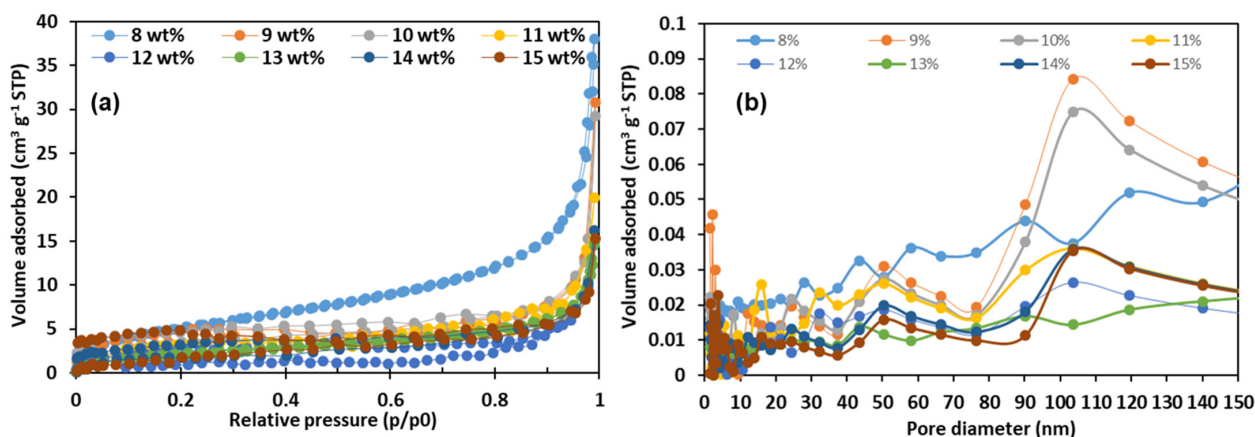 40
35
30
25
20
15
10
5
0
Volume adsorbed (cm³ g⁻¹ STP)
8 wt% 9 wt% 10 wt% 11 wt%
12 wt% 13 wt% 14 wt% 15 wt%
(a)
0 0.2 0.4 0.6 0.8 1
Relative pressure (p/p0)
0.1
0.09
0.08
0.07
0.06
0.05
0.04
0.03
0.02
0.01
0
Volume adsorbed (cm³ g⁻¹ STP)
8% 9% 10% 11%
12% 13% 14% 15%
(b)
0 10 20 30 40 50 60 70 80 90 100 110 120 130 140 150
Pore diameter (nm)